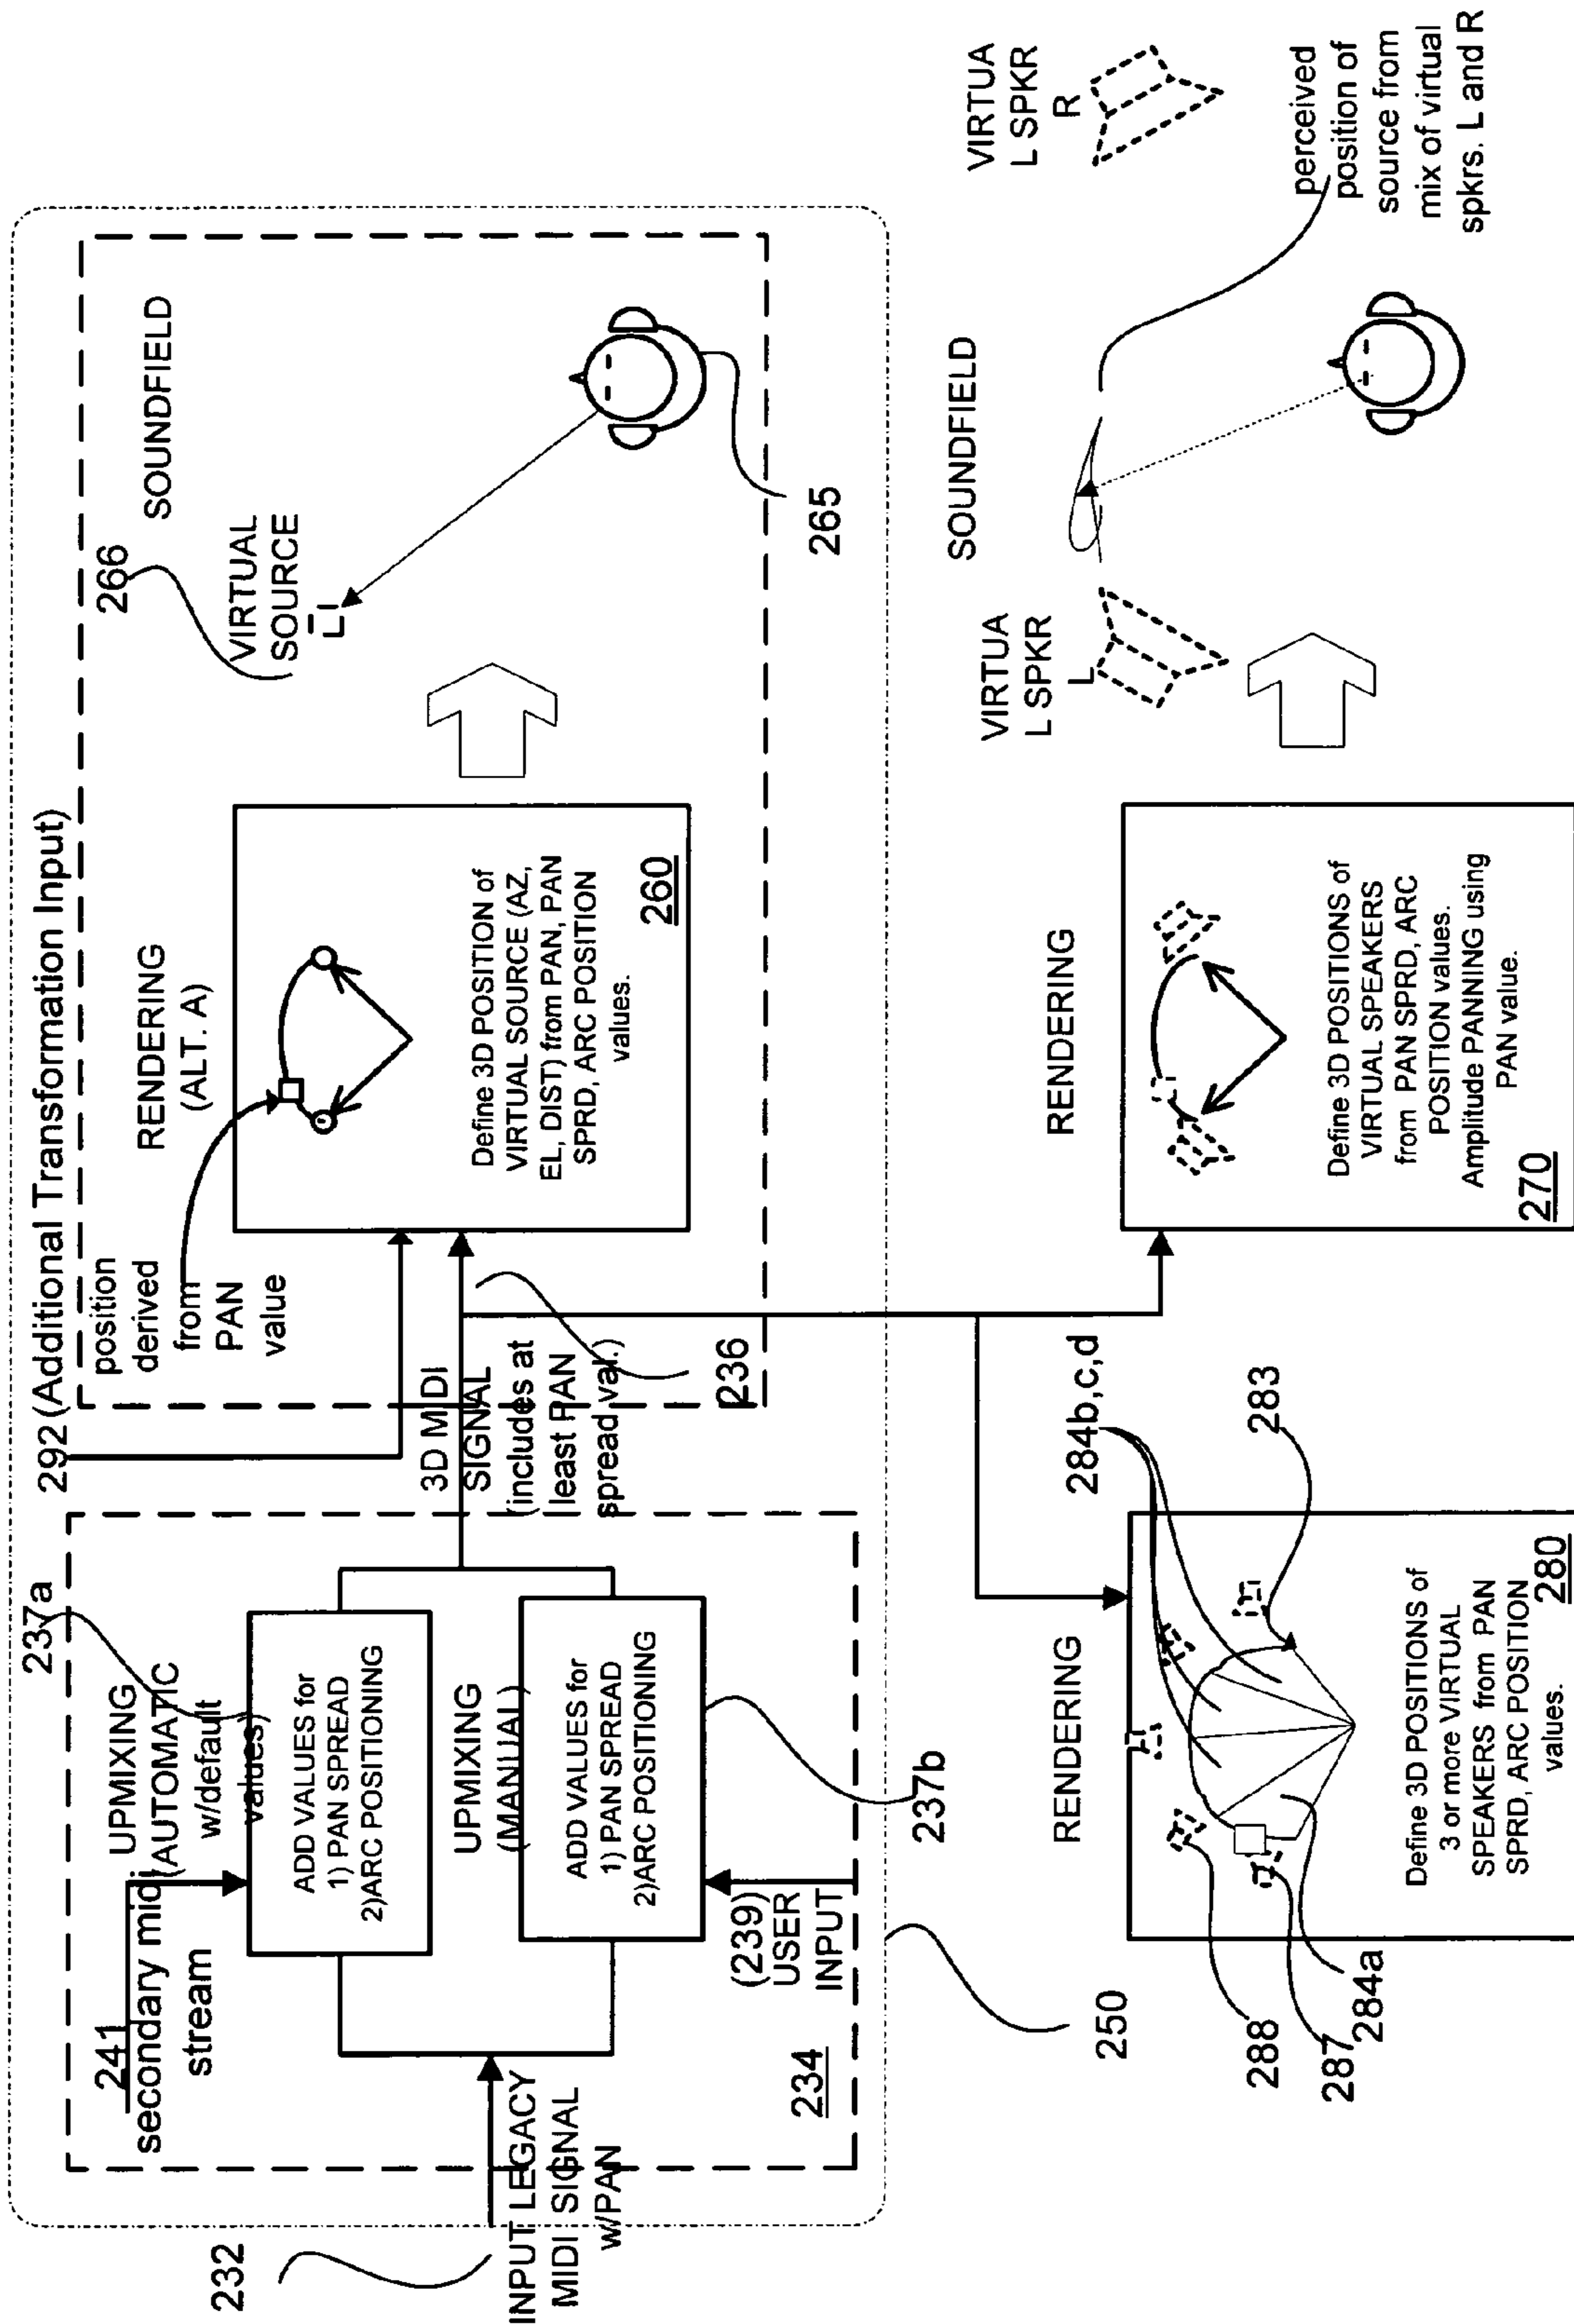 232
INPUT LEGACY
MIDI SIGNAL
w/PAN
241
secondary midi
stream
234
237a
UPMIXING
(AUTOMATIC
w/default
values)
ADD VALUES for
1) PAN SPREAD
2)ARC POSITIONING
UPMIXING
(MANUAL)
ADD VALUES for
1) PAN SPREAD
2)ARC POSITIONING
(239)
USER
INPUT
237b
250
292 (Additional Transformation Input)
position
derived
from
PAN
value
3D MIDI
SIGNAL
(includes at
least PAN
spread val.)
236
RENDERING
(ALT. A)
Define 3D POSITION of
VIRTUAL SOURCE (AZ,
EL, DIST) from PAN, PAN
SPRD, ARC POSITION
values.
260
266
VIRTUAL
SOURCE
SOUNDFIELD
265
RENDERING
Define 3D POSITIONS of
3 or more VIRTUAL
SPEAKERS from PAN
SPRD, ARC POSITION
values.
280
284b,c,d
283
288
287
284a
RENDERING
Define 3D POSITIONS of
VIRTUAL SPEAKERS
from PAN SPRD, ARC
POSITION values.
Amplitude PANNING using
PAN value.
270
VIRTUA
L SPKR
L
SOUNDFIELD
VIRTUA
L SPKR
R
perceived
position of
source from
mix of virtual
spkrs. L and R